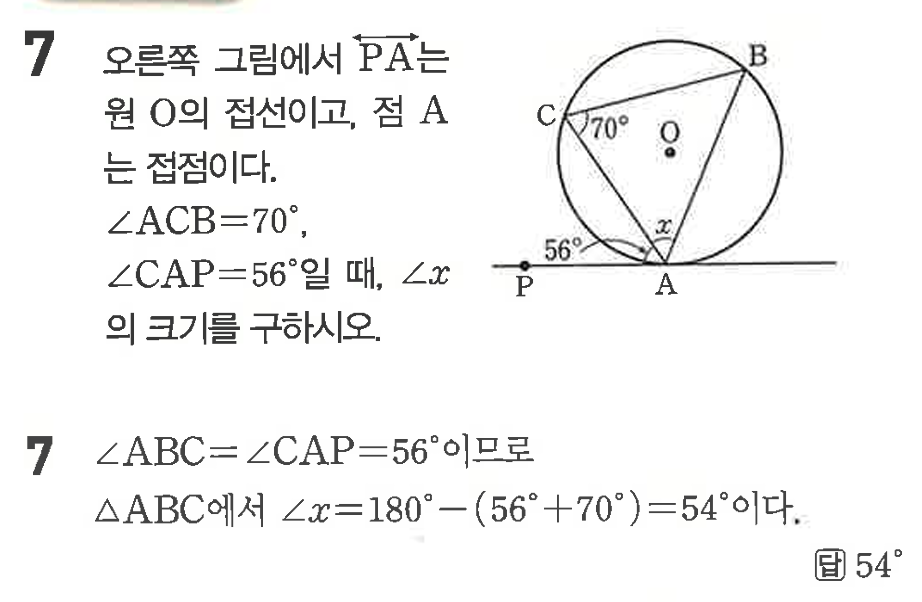 7 오른쪽 그림에서 $\overleftrightarrow{PA}$는
원 O의 접선이고, 점 A
는 접점이다.
∠ACB=70°,
∠CAP=56°일 때, ∠x
의 크기를 구하시오.
B
C
70°
O
x
56°
P
A
7 ∠ABC=∠CAP=56°이므로
△ABC에서 ∠x=180°-(56°+70°)=54°이다.
답 54°